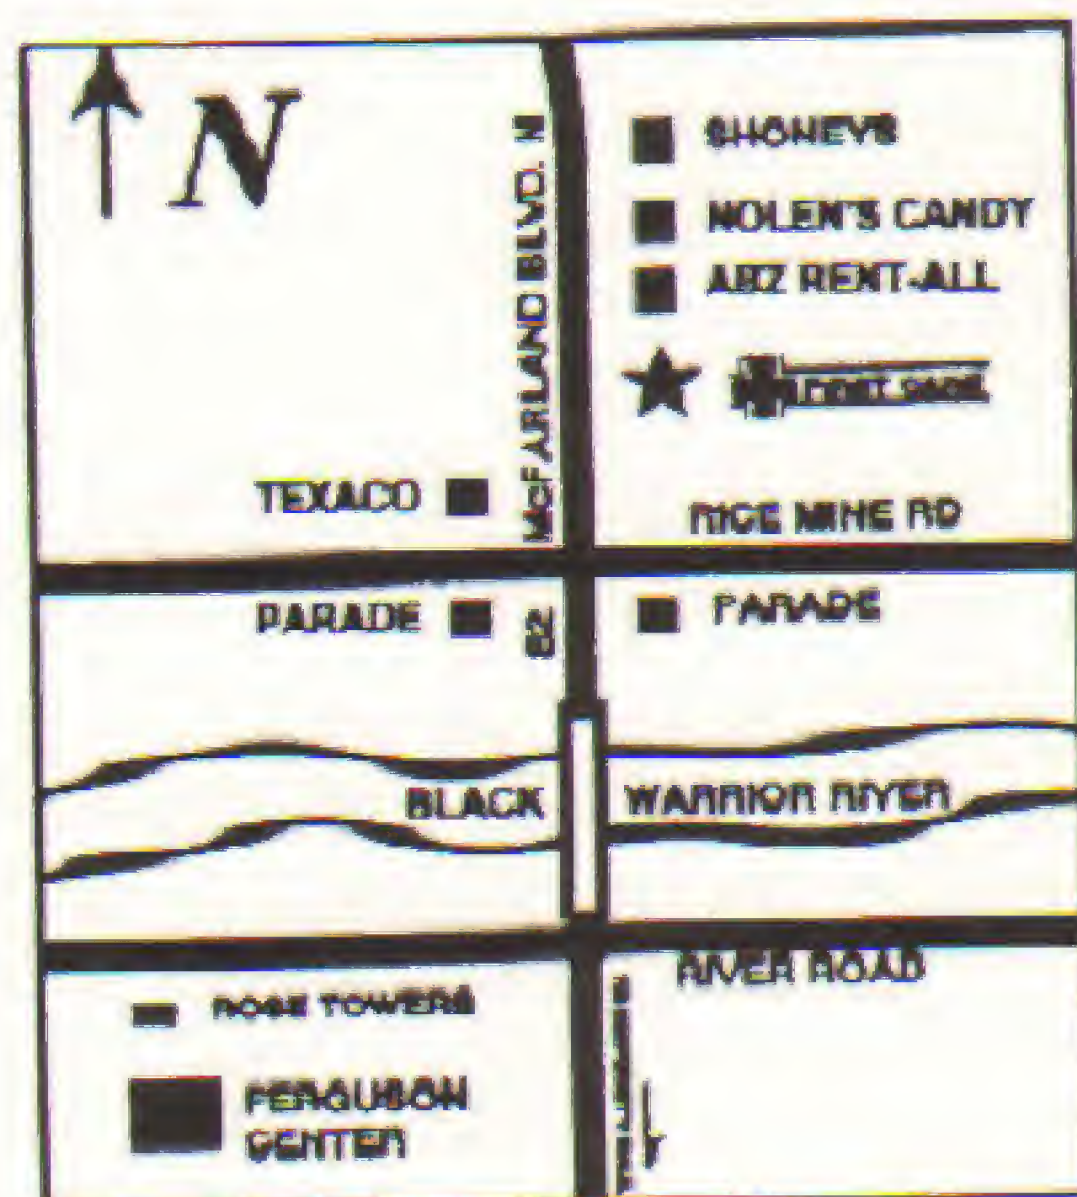 N
McFARLAND BLVD. N
SHONEYS
NOLEN'S CANDY
ABZ RENT-ALL
TEXACO
RICE MINE RD
PARADE
82
PARADE
BLACK WARRIOR RIVER
RIVER ROAD
ROSE TOWERS
FERGUSON
CENTER